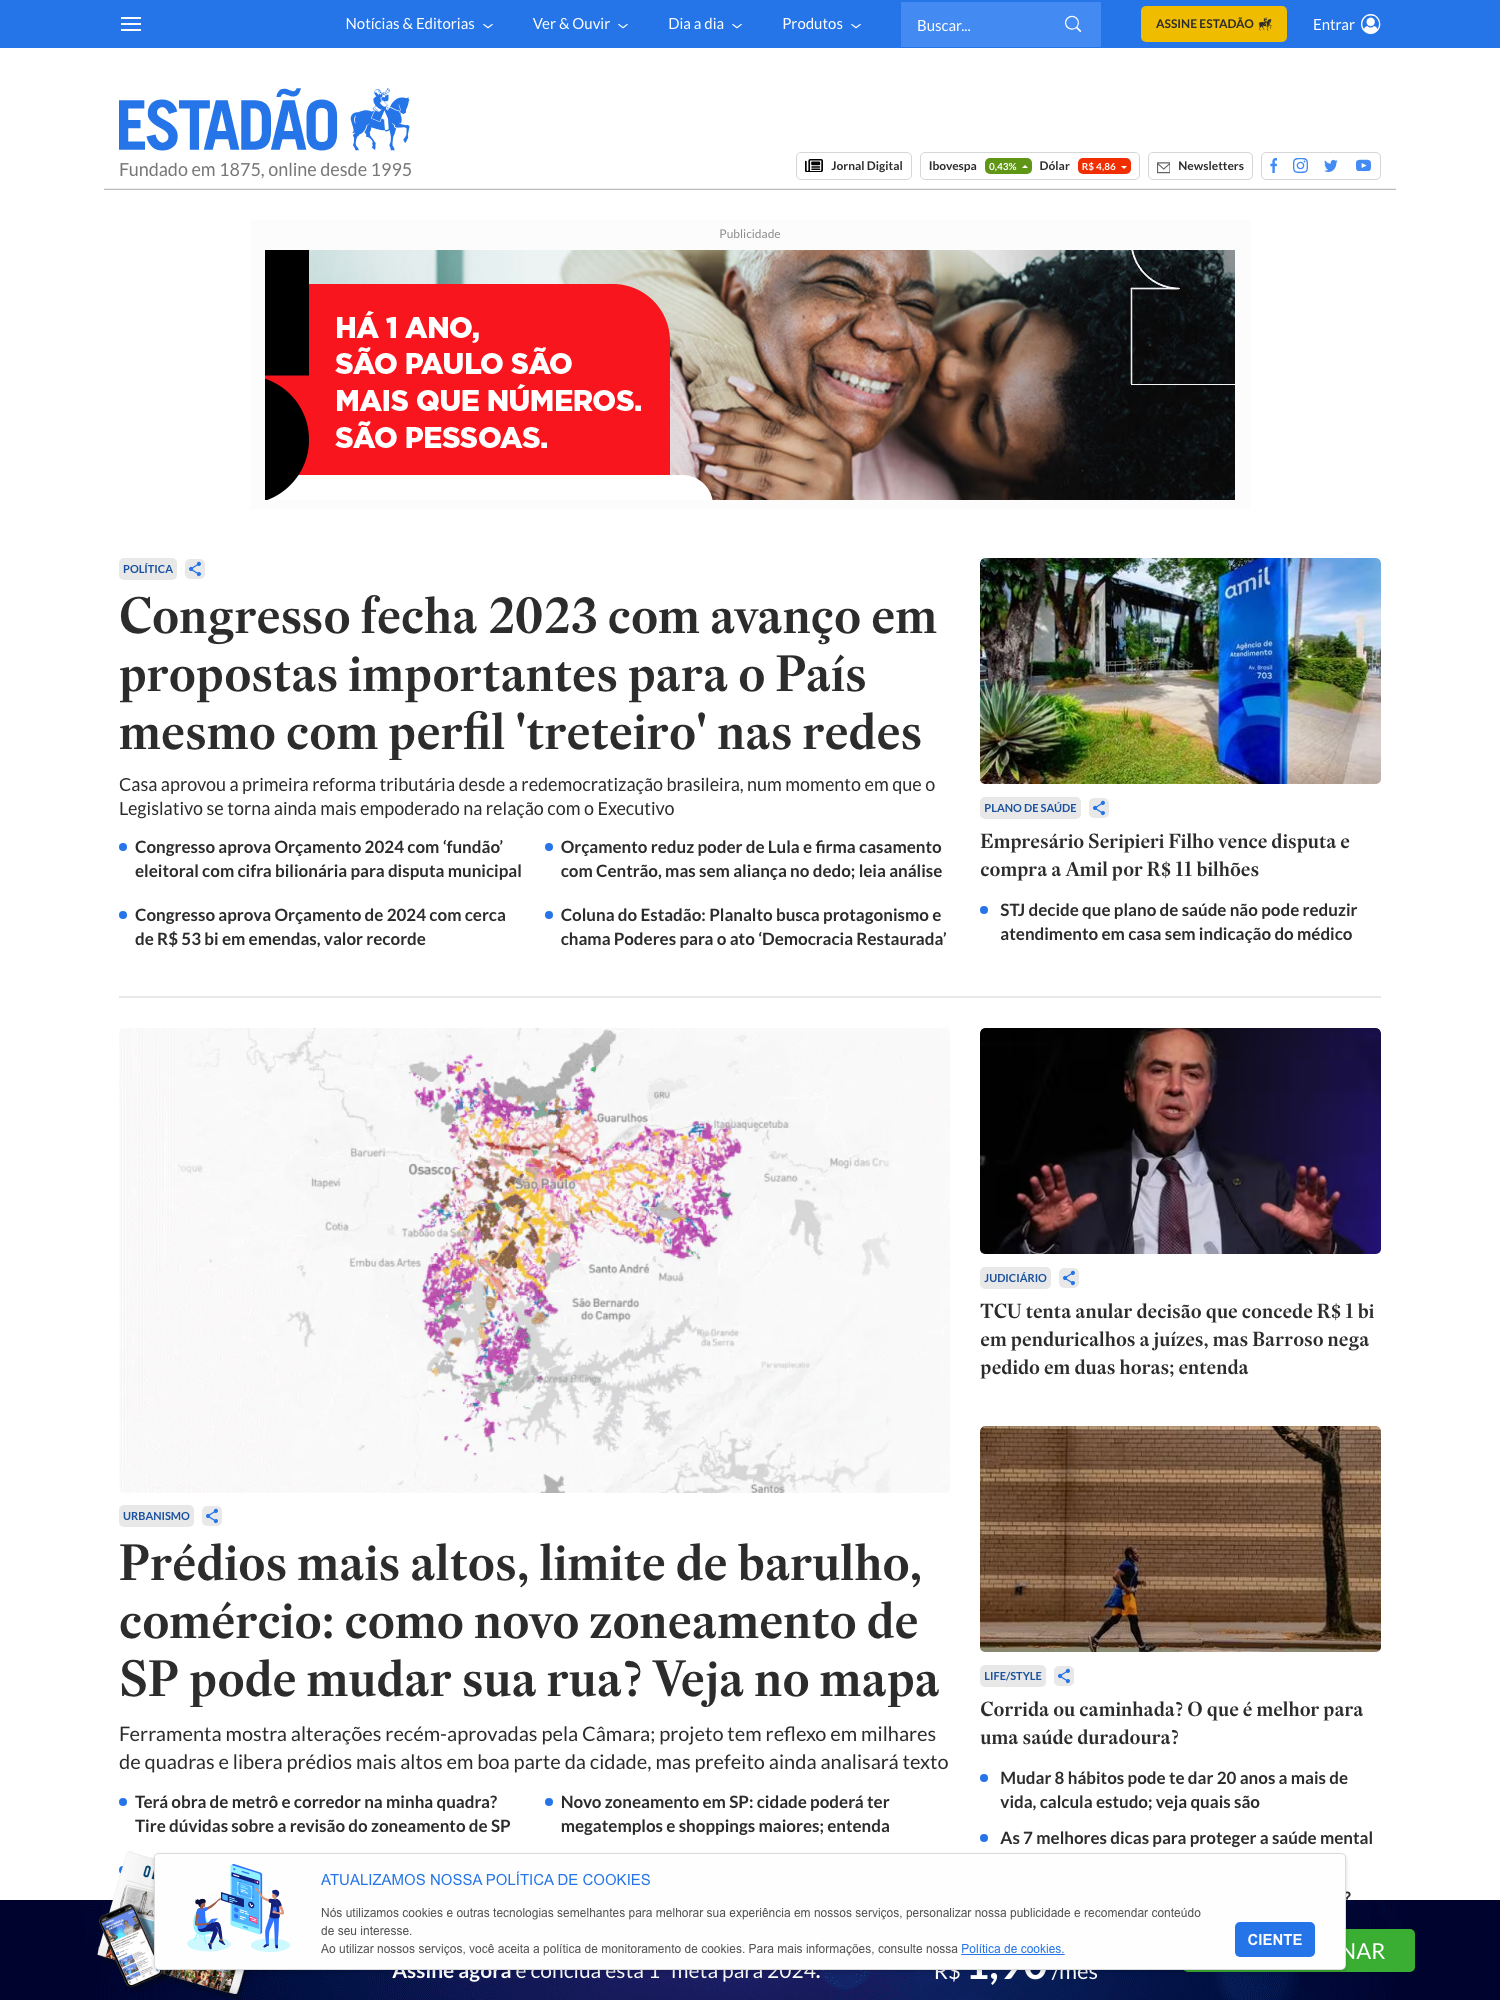 Notícias & Editorias
Ver & Ouvir
Dia a dia
Produtos
Buscar...
ASSINE ESTADÃO
Entrar
ESTADÃO
Fundado em 1875, online desde 1995
Jornal Digital
Ibovespa 0,43% Dólar R$ 4,86
Newsletters
Publicidade
HÁ 1 ANO,
SÃO PAULO SÃO
MAIS QUE NÚMEROS.
SÃO PESSOAS.
POLÍTICA
Congresso fecha 2023 com avanço em
propostas importantes para o País
mesmo com perfil 'treteiro' nas redes
Casa aprovou a primeira reforma tributária desde a redemocratização brasileira, num momento em que o
Legislativo se torna ainda mais empoderado na relação com o Executivo
Congresso aprova Orçamento 2024 com ‘fundão’
eleitoral com cifra bilionária para disputa municipal
Orçamento reduz poder de Lula e firma casamento
com Centrão, mas sem aliança no dedo; leia análise
Congresso aprova Orçamento de 2024 com cerca
de R$ 53 bi em emendas, valor recorde
Coluna do Estadão: Planalto busca protagonismo e
chama Poderes para o ato ‘Democracia Restaurada’
amil
amil
Agência de
Atendimento
Av. Brasil
703
PLANO DE SAÚDE
Empresário Seripieri Filho vence disputa e
compra a Amil por R$ 11 bilhões
STJ decide que plano de saúde não pode reduzir
atendimento em casa sem indicação do médico
GRU
Guarulhos
Itaquaquecetuba
Barueri
Osasco
Mogi das Cru
Itapevi
São Paulo
Suzano
Cotia
Taboão da Serra
Embu das Artes
Santo André
Mauá
São Bernardo
do Campo
Rio Grande
da Serra
Paranapiacaba
Represa Billings
Santos
URBANISMO
Prédios mais altos, limite de barulho,
comércio: como novo zoneamento de
SP pode mudar sua rua? Veja no mapa
Ferramenta mostra alterações recém-aprovadas pela Câmara; projeto tem reflexo em milhares
de quadras e libera prédios mais altos em boa parte da cidade, mas prefeito ainda analisará texto
Terá obra de metrô e corredor na minha quadra?
Tire dúvidas sobre a revisão do zoneamento de SP
Novo zoneamento em SP: cidade poderá ter
megatemplos e shoppings maiores; entenda
JUDICIÁRIO
TCU tenta anular decisão que concede R$ 1 bi
em penduricalhos a juízes, mas Barroso nega
pedido em duas horas; entenda
LIFE/STYLE
Corrida ou caminhada? O que é melhor para
uma saúde duradoura?
Mudar 8 hábitos pode te dar 20 anos a mais de
vida, calcula estudo; veja quais são
As 7 melhores dicas para proteger a saúde mental
?
ATUALIZAMOS NOSSA POLÍTICA DE COOKIES
Nós utilizamos cookies e outras tecnologias semelhantes para melhorar sua experiência em nossos serviços, personalizar nossa publicidade e recomendar conteúdo
de seu interesse.
Ao utilizar nossos serviços, você aceita a política de monitoramento de cookies. Para mais informações, consulte nossa Política de cookies.
CIENTE
NAR
Assine agora e conclua esta 1ª meta para 2024.
R$ 1,90 /mês